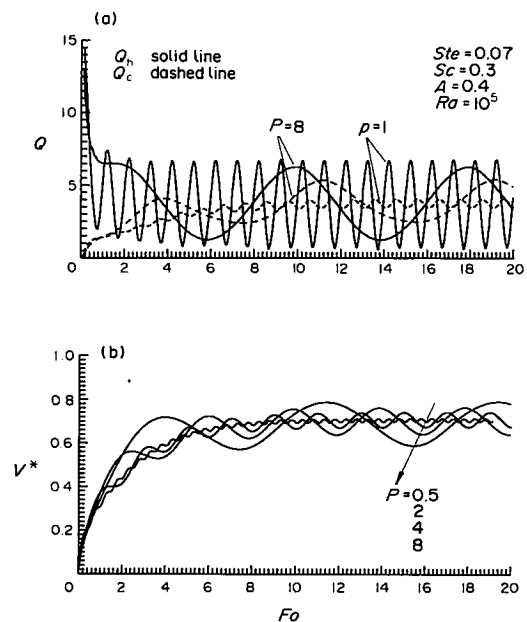 (a)
15
10
5
0
Q
Qₕ solid line
Q꜀ dashed line
Ste = 0.07
Sc = 0.3
A = 0.4
Ra = 10⁵
P=8
p=1
0 2 4 6 8 10 12 14 16 18 20
(b)
1.0
0.8
0.6
0.4
0.2
V*
P = 0.5
2
4
8
0 2 4 6 8 10 12 14 16 18 20
Fo